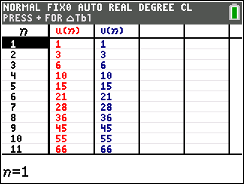 NORMAL FIX0 AUTO REAL DEGREE CL
PRESS + FOR △Tbl
n u(n) v(n)
1 1 1
2 3 3
3 6 6
4 10 10
5 15 15
6 21 21
7 28 28
8 36 36
9 45 45
10 55 55
11 66 66
n=1